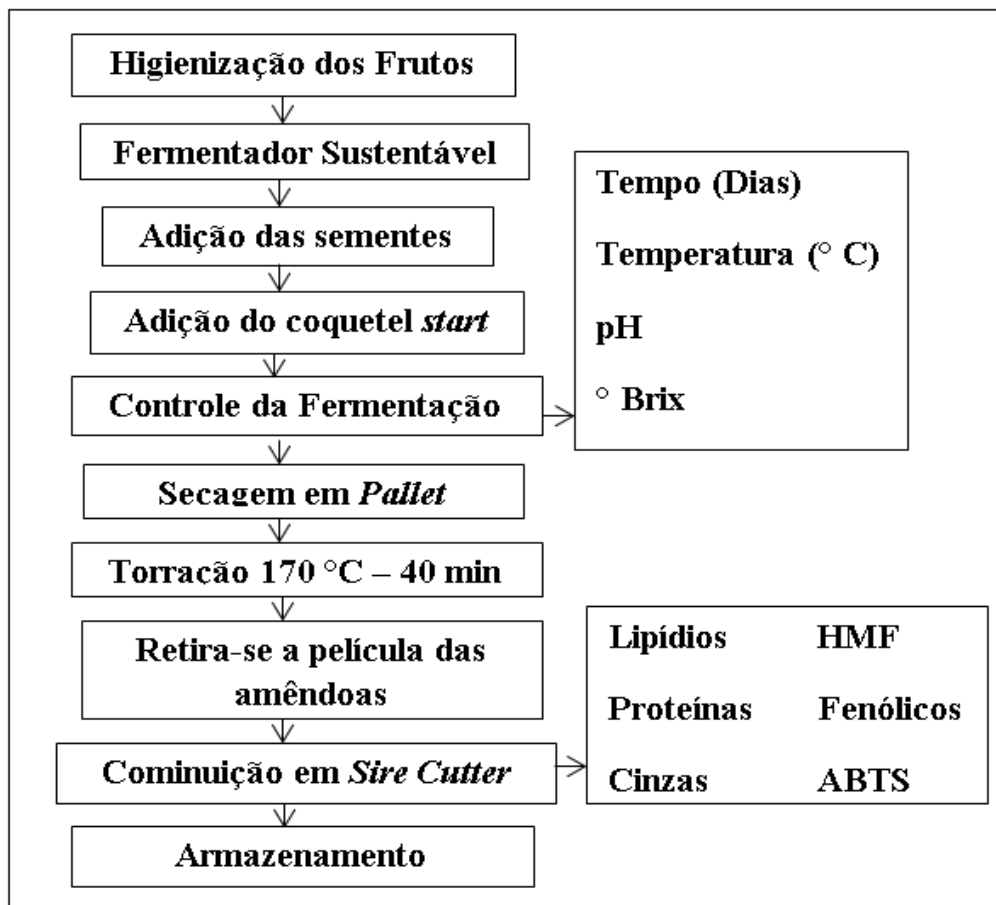 Higienização dos Frutos
Fermentador Sustentável
Adição das sementes
Adição do coquetel start
Controle da Fermentação
Tempo (Dias)
Temperatura (° C)
pH
° Brix
Secagem em Pallet
Torração 170 °C – 40 min
Retira-se a película das
amêndoas
Cominuição em Sire Cutter
Lipídios HMF
Proteínas Fenólicos
Cinzas ABTS
Armazenamento